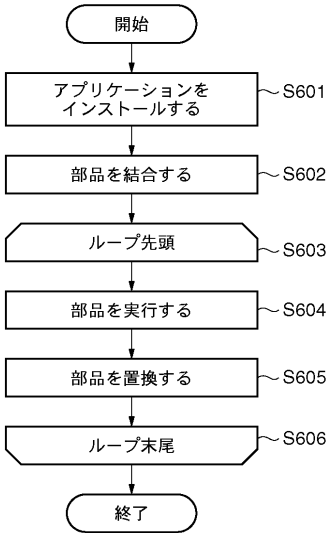 開始
アプリケーションを
インストールする
S601
部品を結合する
S602
ループ先頭
S603
部品を実行する
S604
部品を置換する
S605
ループ末尾
S606
終了